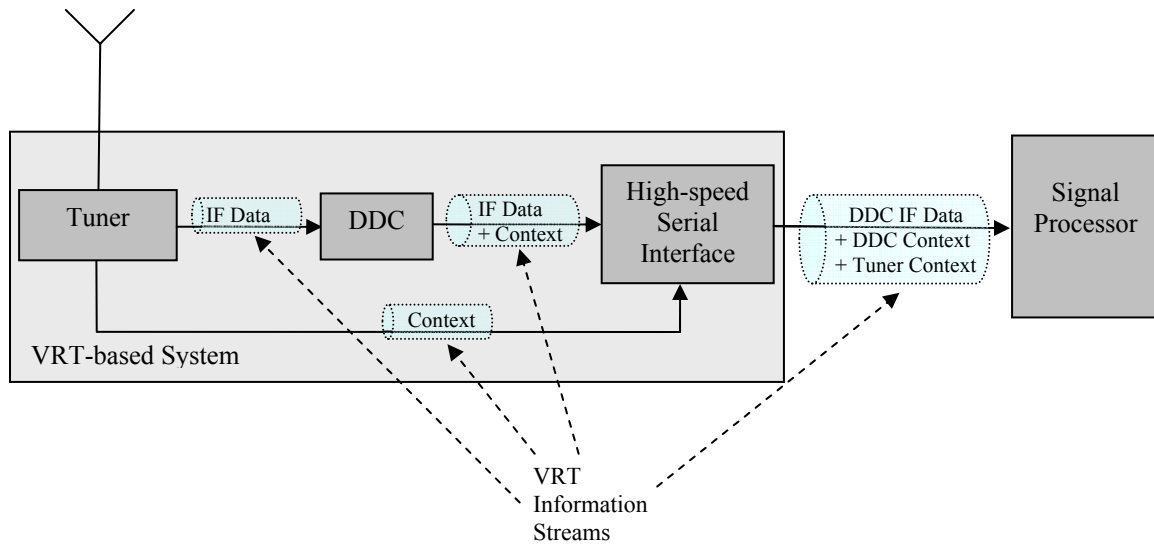 Tuner
IF Data
DDC
IF Data
+ Context
High-speed
Serial
Interface
DDC IF Data
+ DDC Context
+ Tuner Context
Signal
Processor
Context
VRT-based System
VRT
Information
Streams